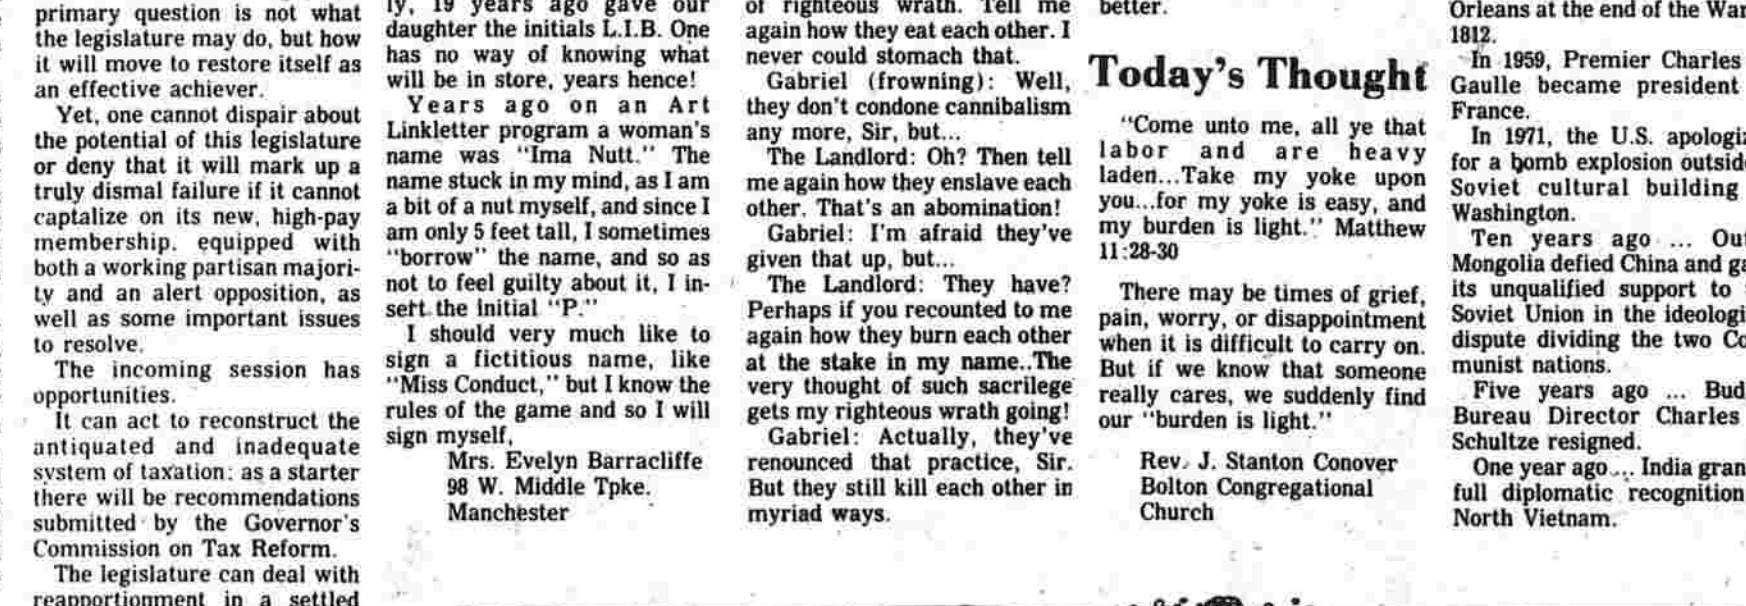 primary question is not what
the legislature may do, but how
it will move to restore itself as
an effective achiever.
Yet, one cannot dispair about
the potential of this legislature
or deny that it will mark up a
truly dismal failure if it cannot
captalize on its new, high-pay
membership, equipped with
both a working partisan majori-
ty and an alert opposition, as
well as some important issues
to resolve.
The incoming session has
opportunities.
It can act to reconstruct the
antiquated and inadequate
system of taxation: as a starter
there will be recommendations
submitted by the Governor's
Commission on Tax Reform.
The legislature can deal with
reapportionment in a settled
ly, 19 years ago gave our
daughter the initials L.I.B. One
has no way of knowing what
will be in store, years hence!
Years ago on an Art
Linkletter program a woman's
name was "Ima Nutt." The
name stuck in my mind, as I am
a bit of a nut myself, and since I
am only 5 feet tall, I sometimes
"borrow" the name, and so as
not to feel guilty about it, I in-
sert the initial "P."
I should very much like to
sign a fictitious name, like
"Miss Conduct," but I know the
rules of the game and so I will
sign myself,
Mrs. Evelyn Barracliffe
98 W. Middle Tpke.
Manchester
of righteous wrath. Tell me
again how they eat each other. I
never could stomach that.
Gabriel (frowning): Well,
they don't condone cannibalism
any more, Sir, but...
The Landlord: Oh? Then tell
me again how they enslave each
other. That's an abomination!
Gabriel: I'm afraid they've
given that up, but...
The Landlord: They have?
Perhaps if you recounted to me
again how they burn each other
at the stake in my name..The
very thought of such sacrilege
gets my righteous wrath going!
Gabriel: Actually, they've
renounced that practice, Sir.
But they still kill each other in
myriad ways.
better.
Today's Thought
"Come unto me, all ye that
labor and are heavy
laden...Take my yoke upon
you...for my yoke is easy, and
my burden is light." Matthew
11:28-30
There may be times of grief,
pain, worry, or disappointment
when it is difficult to carry on.
But if we know that someone
really cares, we suddenly find
our "burden is light."
Rev. J. Stanton Conover
Bolton Congregational
Church
Orleans at the end of the War
1812.
In 1959, Premier Charles
Gaulle became president
France.
In 1971, the U.S.
for a bomb explosion
Soviet cultural building
Washington.
Ten years ago ...
Mongolia defied China and
its unqualified support to
Soviet Union in the
dispute dividing the two
munist nations.
Five years ago ...
Bureau Director Charles
Schultze resigned.
One year ago ... India
full diplomatic recognition
North Vietnam.